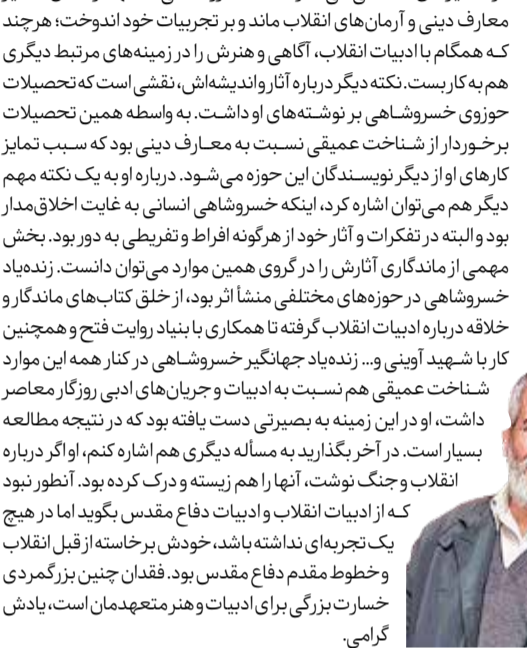 معارف دینی و آرمان‌های انقلاب ماند و بر تجربیات خود اندوخت؛ هرچند
که همگام با ادبیات انقلاب، آگاهی و هنرش را در زمینه‌های مرتبط دیگری
هم به کار بست. نکته دیگر درباره آثار و اندیشه‌اش، نقشی است که تحصیلات
حوزوی خسروشاهی بر نوشته‌های او داشت. به واسطه همین تحصیلات
برخوردار از شناخت عمیقی نسبت به معارف دینی بود که سبب تمایز
کارهای او از دیگر نویسندگان این حوزه می‌شود. درباره او به یک نکته مهم
دیگر هم می‌توان اشاره کرد، اینکه خسروشاهی انسانی به غایت اخلاق‌مدار
بود و البته در تفکرات و آثار خود از هرگونه افراط و تفریطی به دور بود. بخش
مهمی از ماندگاری آثارش را در گروی همین موارد می‌توان دانست. زنده‌یاد
خسروشاهی در حوزه‌های مختلفی منشأ اثر بود، از خلق کتاب‌های ماندگار و
خلاقه درباره ادبیات انقلاب گرفته تا همکاری با بنیاد روایت فتح و همچنین
کار با شهید آوینی و... زنده‌یاد جهانگیر خسروشاهی در کنار همه این موارد
شناخت عمیقی هم نسبت به ادبیات و جریان‌های ادبی روزگار معاصر
داشت، او در این زمینه به بصیرتی دست یافته بود که در نتیجه مطالعه
بسیار است. در آخر بگذارید به مسأله دیگری هم اشاره کنم، او اگر درباره
انقلاب و جنگ نوشت، آنها را هم زیسته و درک کرده بود. آنطور نبود
که از ادبیات انقلاب و ادبیات دفاع مقدس بگوید اما در هیچ
یک تجربه‌ای نداشته باشد، خودش برخاسته از قبل انقلاب
و خطوط مقدم دفاع مقدس بود. فقدان چنین بزرگمردی
خسارت بزرگی برای ادبیات و هنر متعهدمان است، یادش
گرامی.